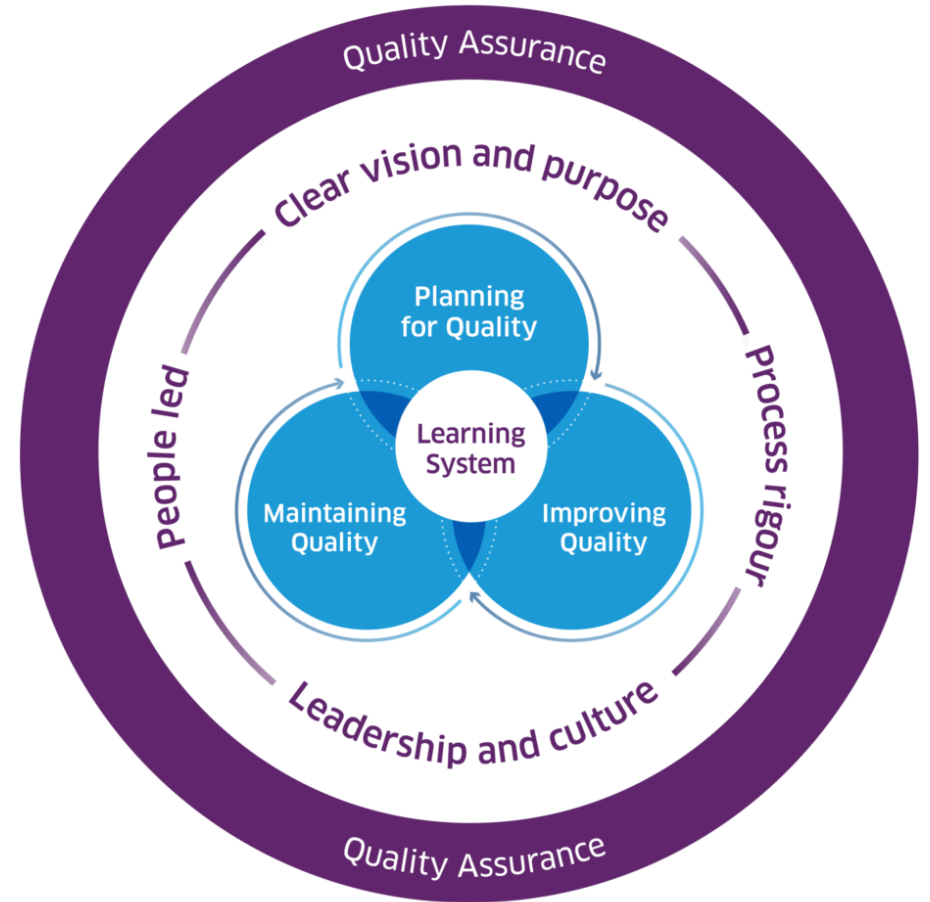 Quality Assurance
Clear vision and purpose
Planning
for Quality
People led
Process rigour
Learning
System
Maintaining
Quality
Improving
Quality
Leadership and culture
Quality Assurance